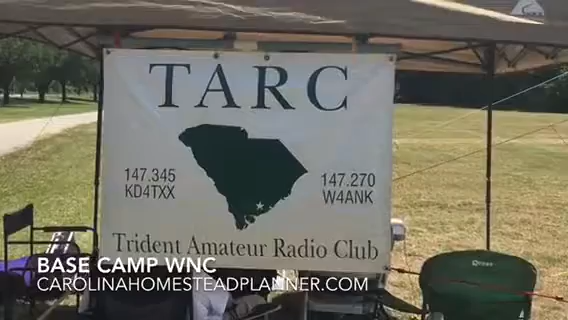 TARC
147.345
KD4TXX
147.270
W4ANK
Trident Amateur Radio Club
BASE CAMP WNC
CAROLINAHOMESTEADPLANNER.COM